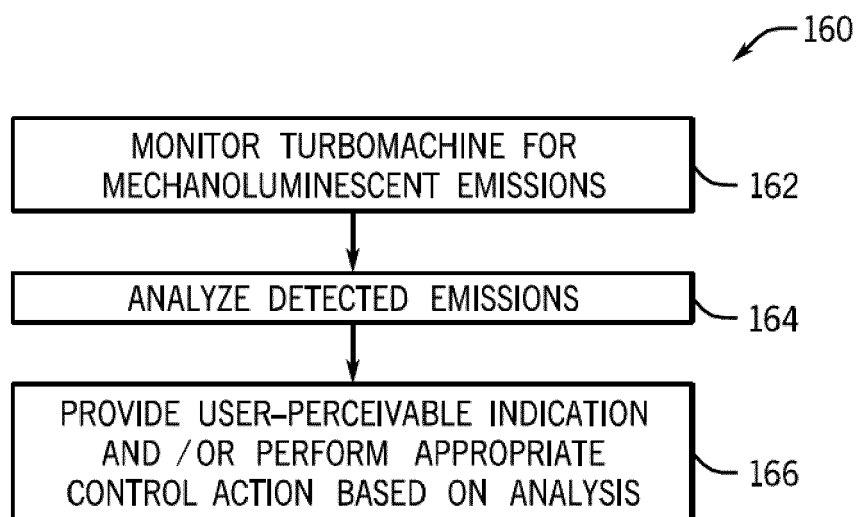 160
MONITOR TURBOMACHINE FOR
MECHANOLUMINESCENT EMISSIONS
162
ANALYZE DETECTED EMISSIONS
164
PROVIDE USER-PERCEIVABLE INDICATION
AND /OR PERFORM APPROPRIATE
CONTROL ACTION BASED ON ANALYSIS
166